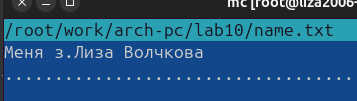 mc [root@liza2006-
/root/work/arch-pc/lab10/name.txt
Меня з.Лиза Волчкова